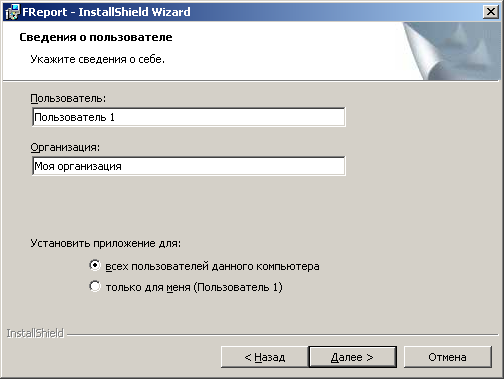 FReport - InstallShield Wizard
Сведения о пользователе
Укажите сведения о себе.
Пользователь:
Пользователь 1
Организация:
Моя организация
Установить приложение для:
всех пользователей данного компьютера
только для меня (Пользователь 1)
InstallShield
< Назад
Далее >
Отмена